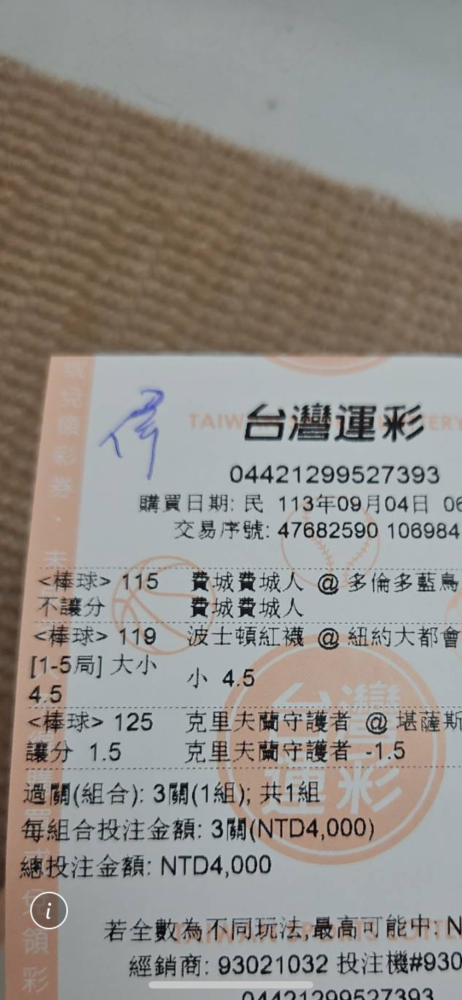 台灣運彩
04421299527393
購買日期: 民 113年09月04日 06
交易序號: 47682590 106984
<棒球> 115 費城費城人 @ 多倫多藍鳥
不讓分 費城費城人
<棒球> 119 波士頓紅襪 @ 紐約大都會
[1-5局] 大小
小 4.5
4.5
<棒球> 125 克里夫蘭守護者 @ 堪薩斯
讓分 1.5 克里夫蘭守護者 -1.5
過關(組合): 3關(1組); 共1組
每組合投注金額: 3關(NTD4,000)
總投注金額: NTD4,000
若全數為不同玩法,最高可能中: N
經銷商: 93021032 投注機#930
04421299527393